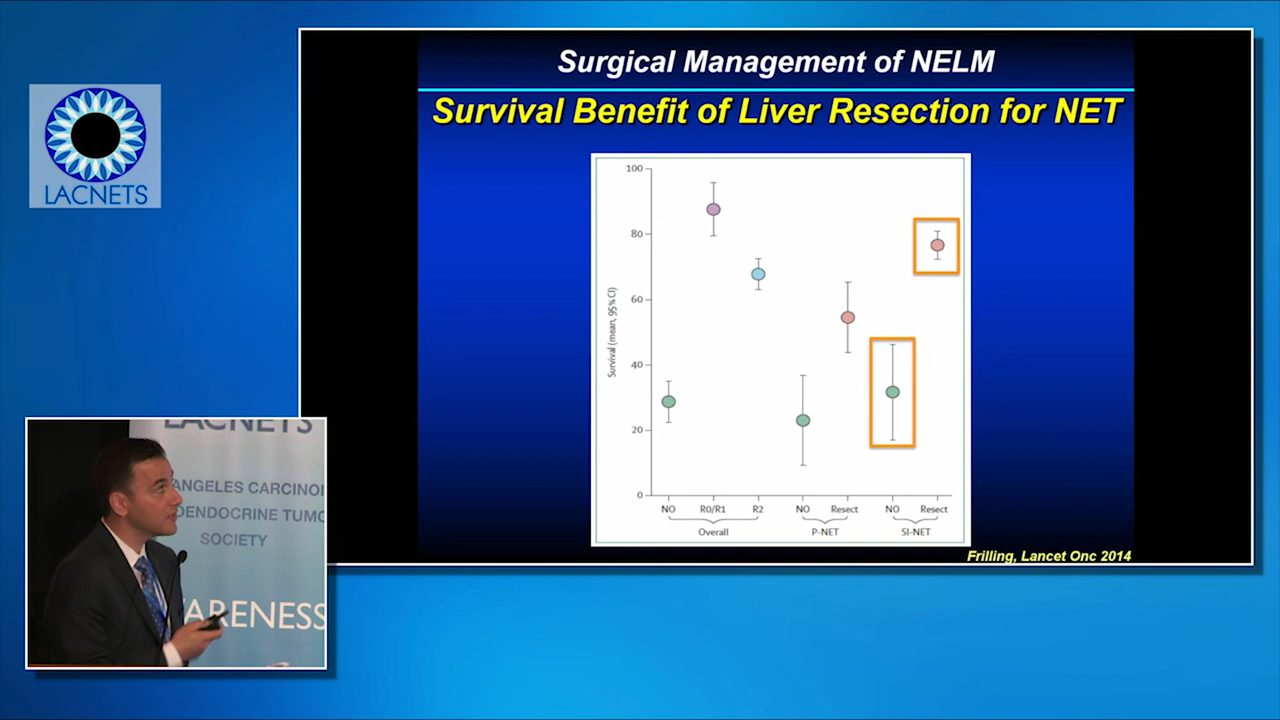 LACNETS
Surgical Management of NELM
Survival Benefit of Liver Resection for NET
Survival (mean, 95% CI)
100
80
60
40
20
0
NO R0/R1 R2 NO Resect NO Resect
Overall P-NET SI-NET
Frilling, Lancet Onc 2014
LACNETS
ANGELES CARCINOI
OENDOCRINE TUMO
SOCIETY
ARENESS